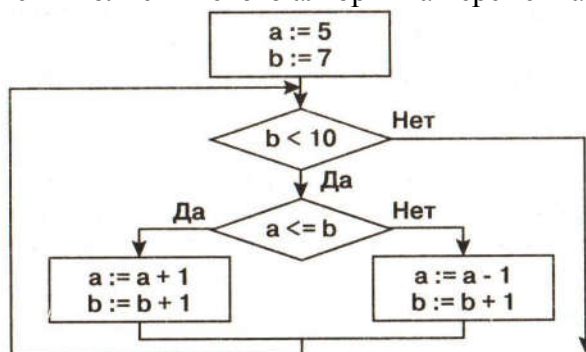 a := 5
b := 7
b < 10
Нет
Да
a <= b
Да
Нет
a := a + 1
b := b + 1
a := a - 1
b := b + 1